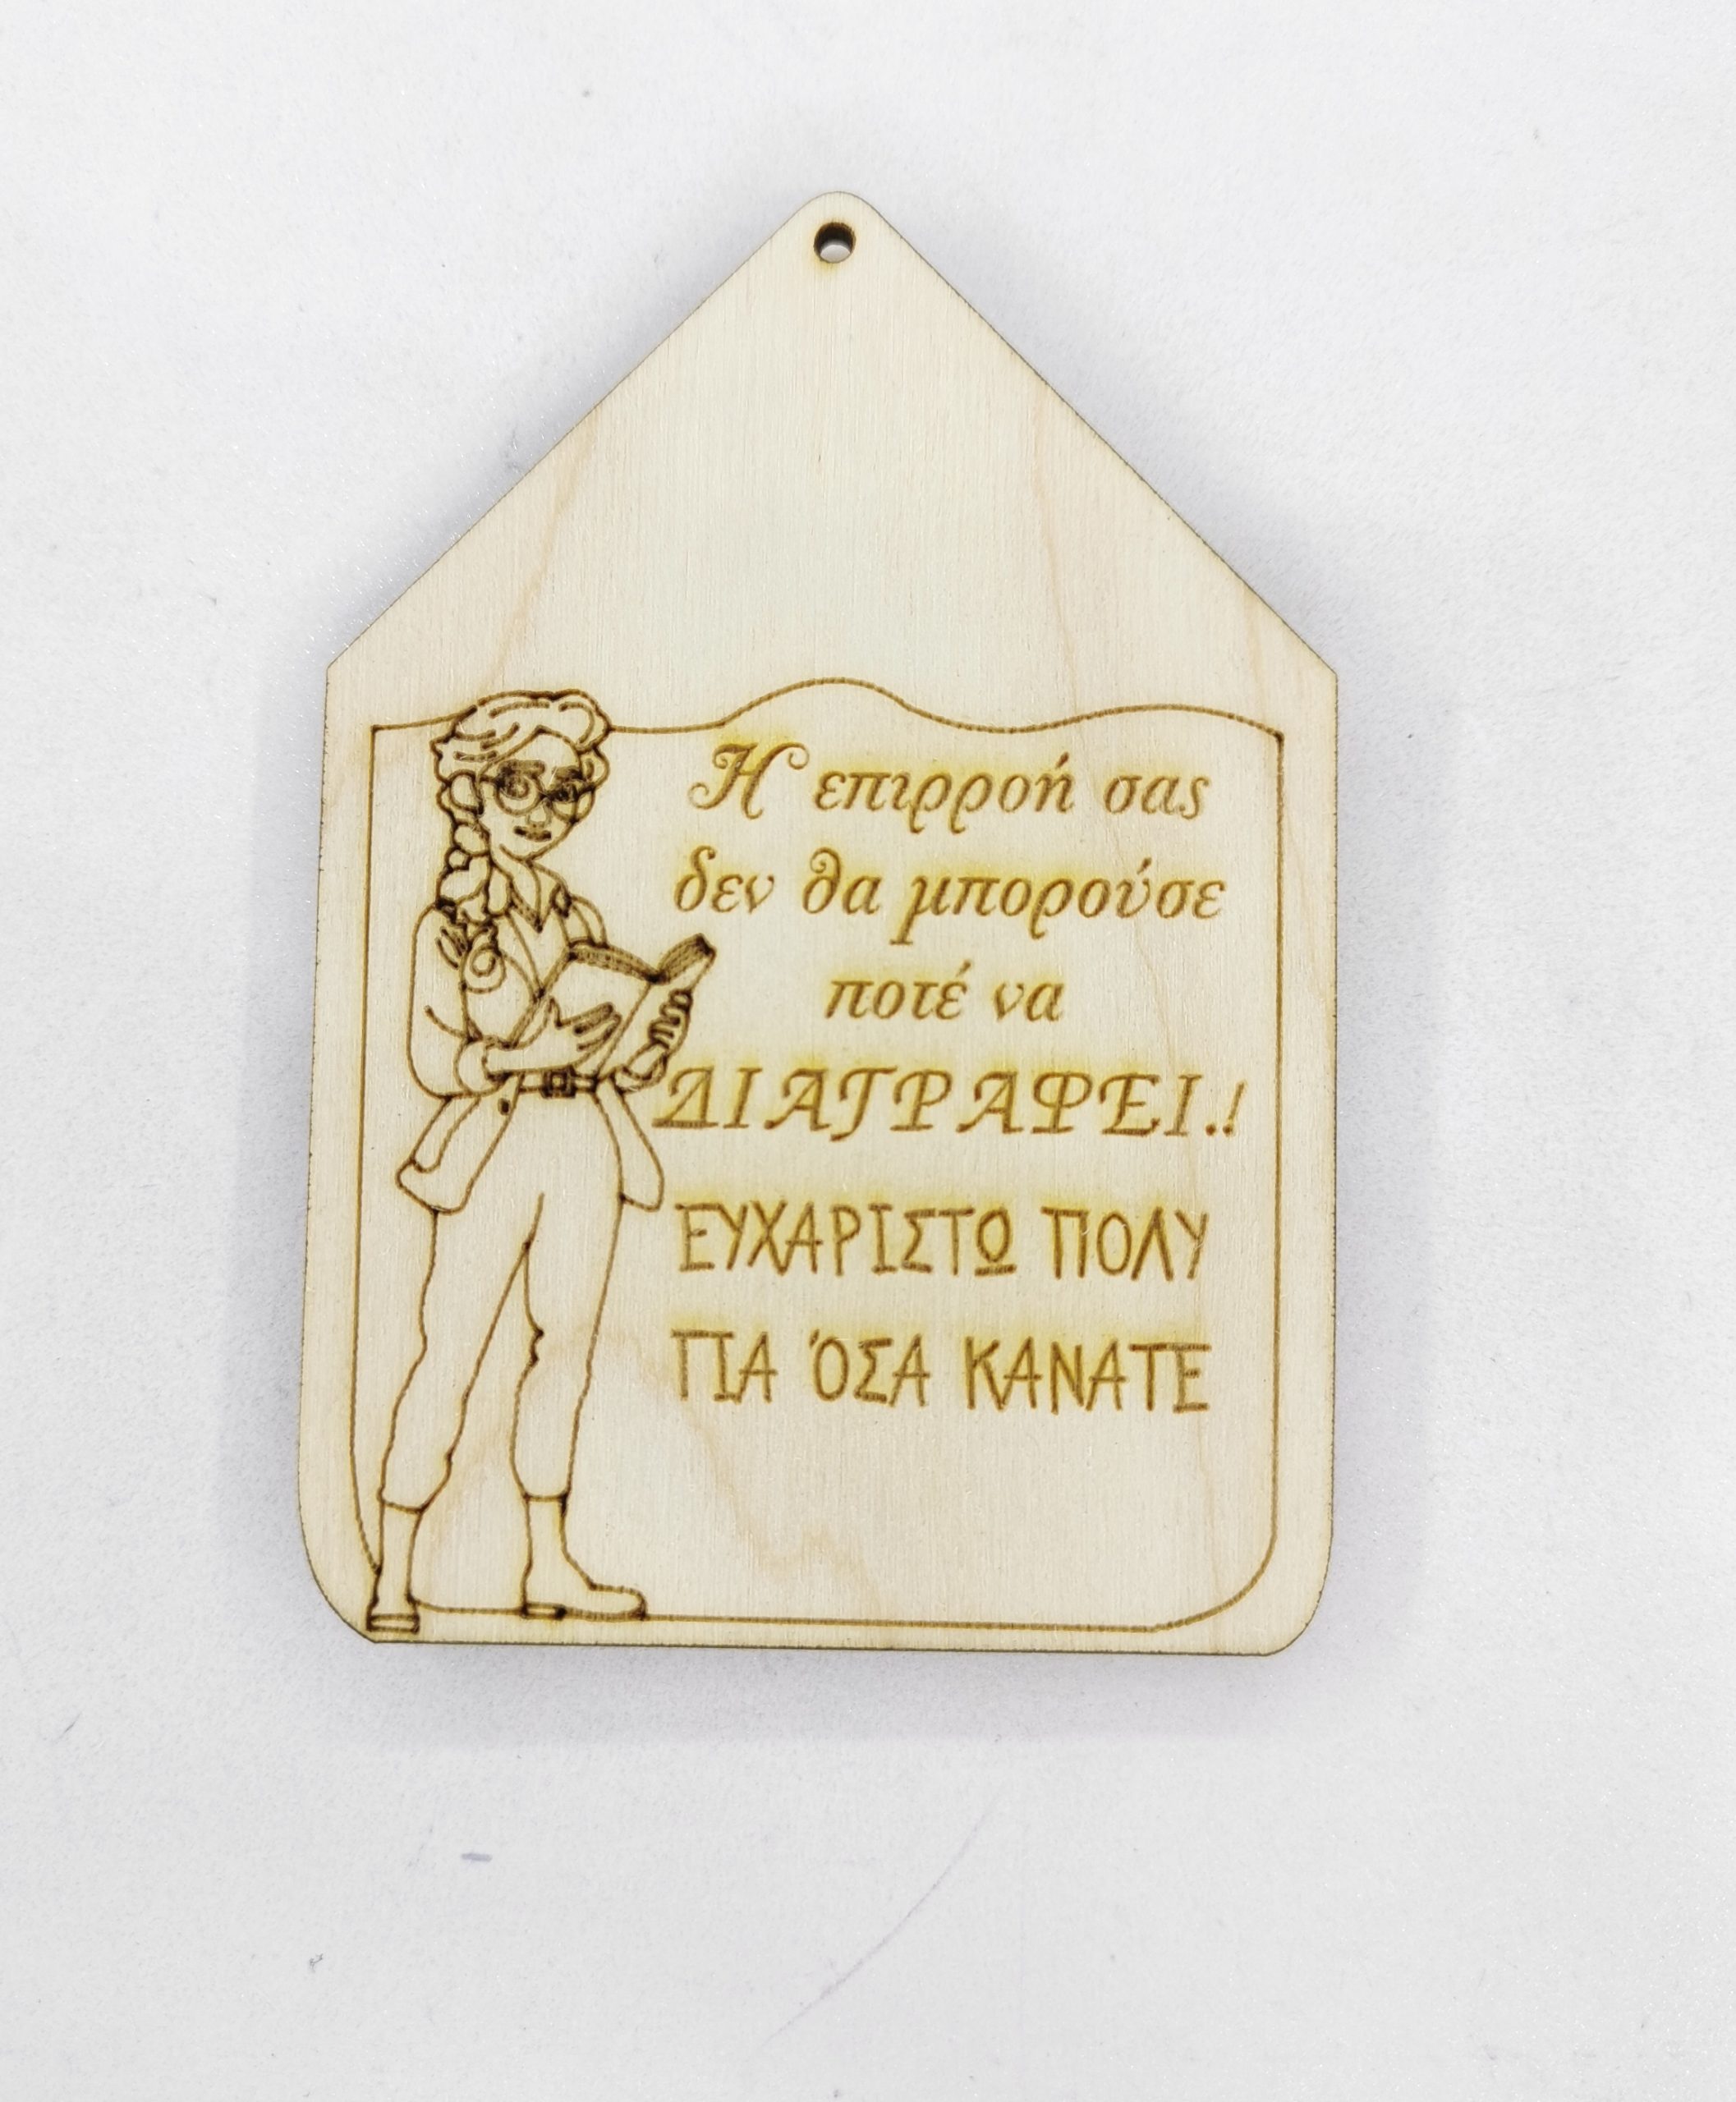 Η επιρροή σας
δεν θα μπορούσε
ποτέ να
ΔΙΑΓΡΑΦΕΙ.!
ΕΥΧΑΡΙΣΤΩ ΠΟΛΥ
ΓΙΑ ΌΣΑ ΚΑΝΑΤΕ